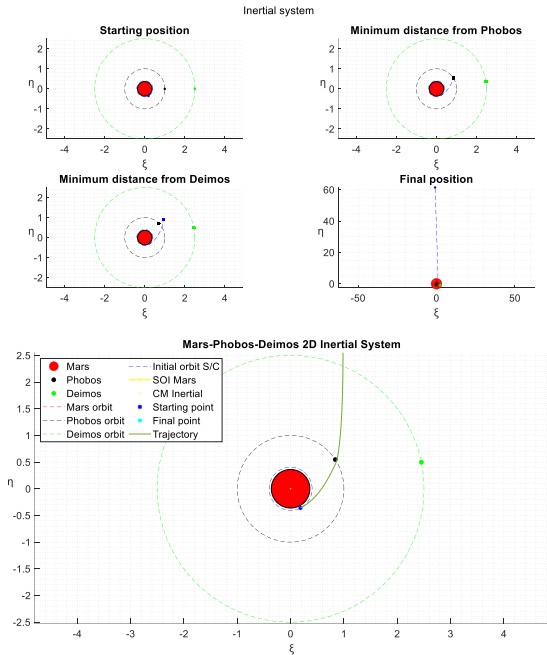 Inertial system
Starting position
Minimum distance from Phobos
2
1
0
-1
-2
η
-4
-2
0
2
4
ξ
2
1
0
-1
-2
η
-4
-2
0
2
4
ξ
Minimum distance from Deimos
Final position
2
1
0
-1
-2
η
-4
-2
0
2
4
ξ
60
40
20
0
η
-50
0
50
ξ
Mars-Phobos-Deimos 2D Inertial System
Mars
Phobos
Deimos
Mars orbit
Phobos orbit
Deimos orbit
Initial orbit S/C
SOI Mars
CM Inertial
Starting point
Final point
Trajectory
2.5
2
1.5
1
0.5
0
-0.5
-1
-1.5
-2
-2.5
η
-4
-3
-2
-1
0
1
2
3
4
ξ